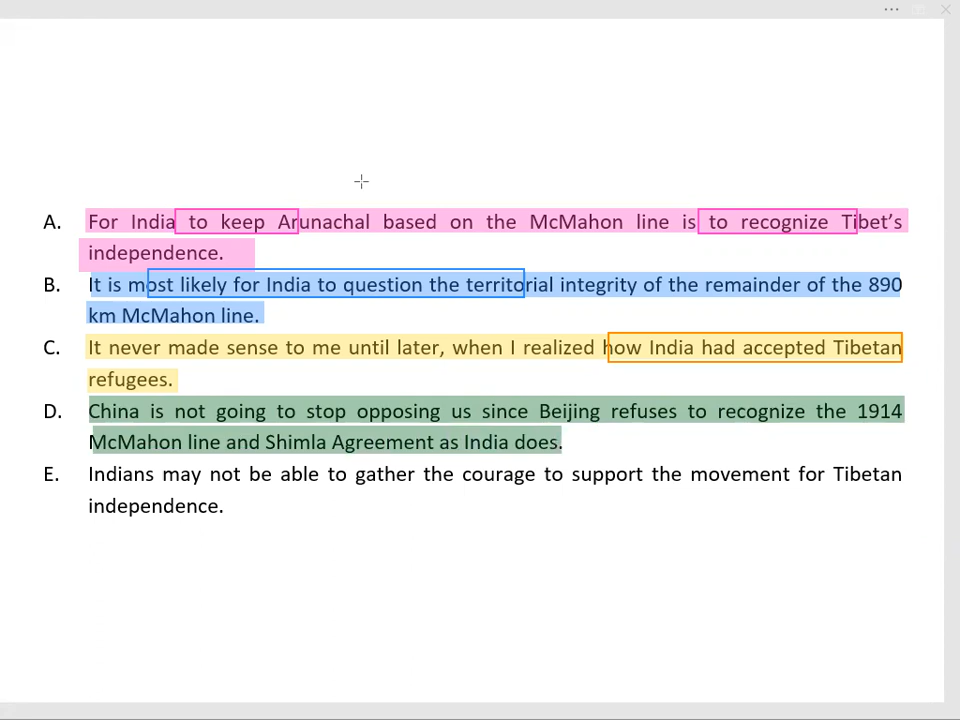 A. For India to keep Arunachal based on the McMahon line is to recognize Tibet’s
independence.
B. It is most likely for India to question the territorial integrity of the remainder of the 890
km McMahon line.
C. It never made sense to me until later, when I realized how India had accepted Tibetan
refugees.
D. China is not going to stop opposing us since Beijing refuses to recognize the 1914
McMahon line and Shimla Agreement as India does.
E. Indians may not be able to gather the courage to support the movement for Tibetan
independence.